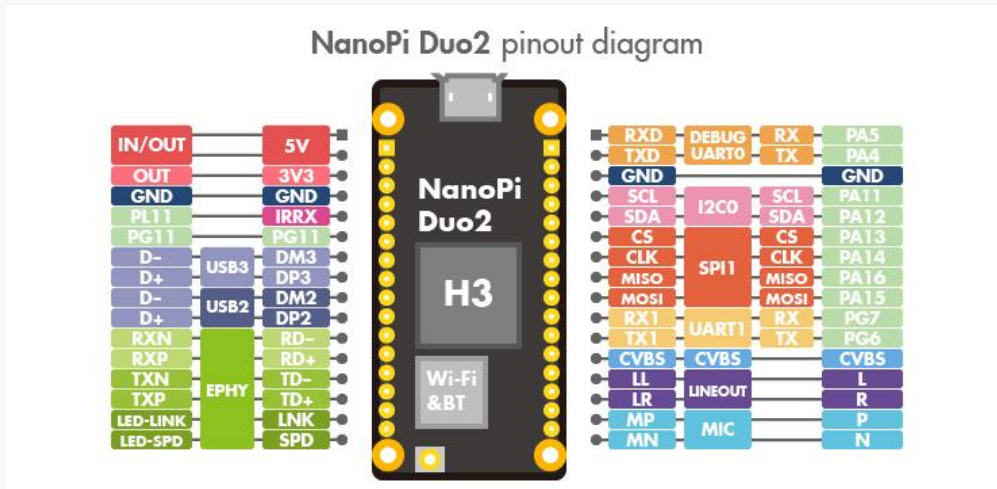 NanoPi Duo2 pinout diagram
IN/OUT 5V
OUT 3V3
GND GND
PL11 IRRX
PG11 PG11
D- USB3 DM3
D+ DP3
D- USB2 DM2
D+ DP2
RXN EPHY RD-
RXP RD+
TXN TD-
TXP TD+
LED-LINK LNK
LED-SPD SPD
NanoPi
Duo2
H3
Wi-Fi
&BT
RXD DEBUG RX PA5
TXD UART0 TX PA4
GND GND
SCL I2C0 SCL PA11
SDA SDA PA12
CS SPI1 CS PA13
CLK CLK PA14
MISO MISO PA16
MOSI MOSI PA15
RX1 UART1 RX PG7
TX1 TX PG6
CVBS CVBS CVBS
LL LINEOUT L
LR R
MP MIC P
MN N